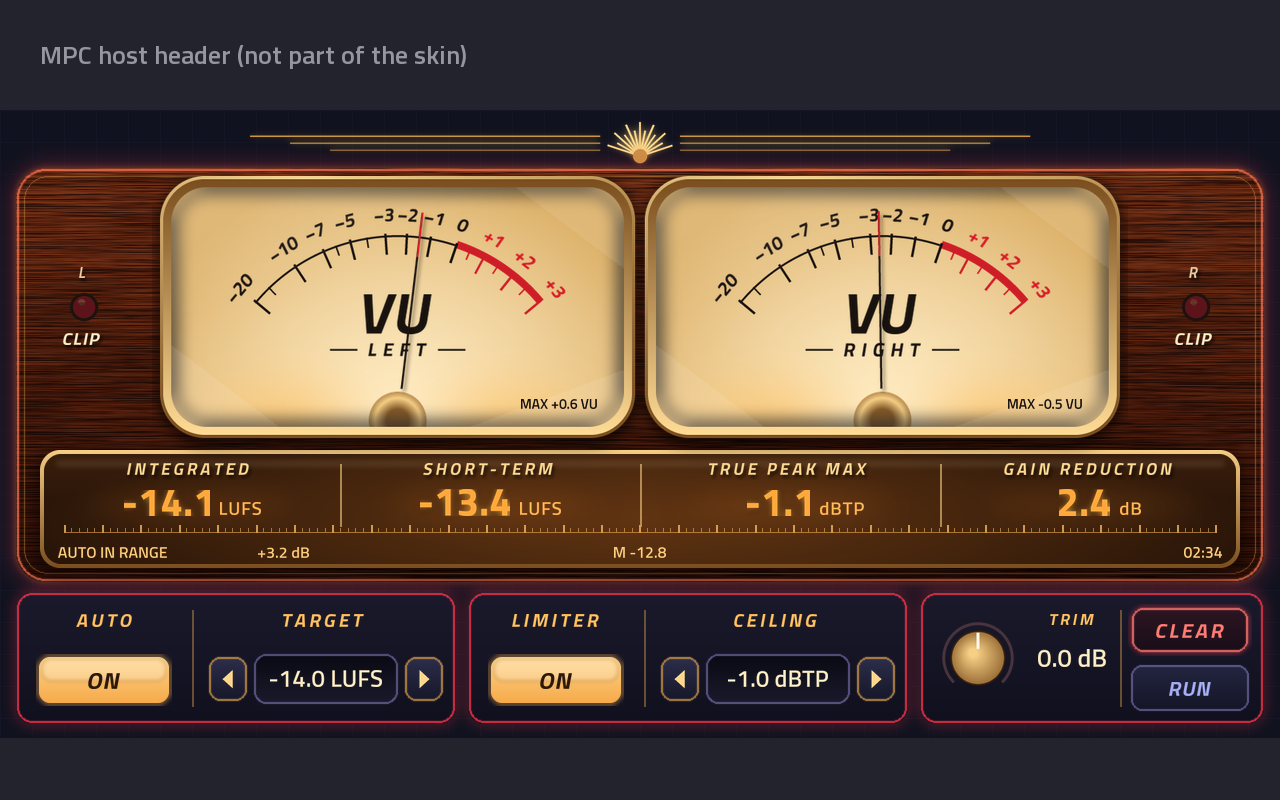 MPC host header (not part of the skin)
-20 -10 -7 -5 -3 -2 -1 0 +1 +2 +3
VU
LEFT
MAX +0.6 VU
-20 -10 -7 -5 -3 -2 -1 0 +1 +2 +3
VU
RIGHT
MAX -0.5 VU
L
CLIP
R
CLIP
INTEGRATED SHORT-TERM TRUE PEAK MAX GAIN REDUCTION
-14.1 LUFS -13.4 LUFS -1.1 dBTP 2.4 dB
AUTO IN RANGE +3.2 dB M -12.8 02:34
AUTO TARGET LIMITER CEILING TRIM CLEAR
ON -14.0 LUFS ON -1.0 dBTP 0.0 dB RUN